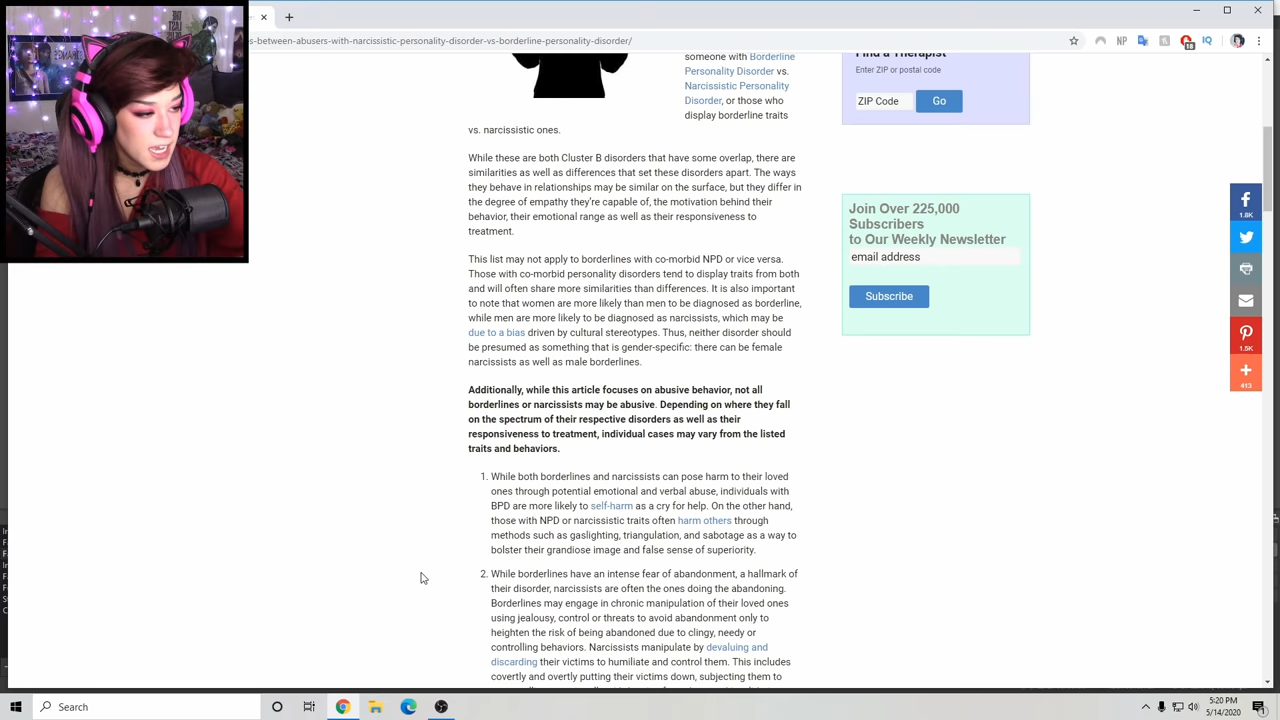 s-between-abusers-with-narcissistic-personality-disorder-vs-borderline-personality-disorder/
NP
IQ
someone with Borderline
Personality Disorder vs.
Narcissistic Personality
Disorder, or those who
display borderline traits
vs. narcissistic ones.
While these are both Cluster B disorders that have some overlap, there are
similarities as well as differences that set these disorders apart. The ways
they behave in relationships may be similar on the surface, but they differ in
the degree of empathy they're capable of, the motivation behind their
behavior, their emotional range as well as their responsiveness to
treatment.
This list may not apply to borderlines with co-morbid NPD or vice versa.
Those with co-morbid personality disorders tend to display traits from both
and will often share more similarities than differences. It is also important
to note that women are more likely than men to be diagnosed as borderline,
while men are more likely to be diagnosed as narcissists, which may be
due to a bias driven by cultural stereotypes. Thus, neither disorder should
be presumed as something that is gender-specific: there can be female
narcissists as well as male borderlines.
Additionally, while this article focuses on abusive behavior, not all
borderlines or narcissists may be abusive. Depending on where they fall
on the spectrum of their respective disorders as well as their
responsiveness to treatment, individual cases may vary from the listed
traits and behaviors.
1. While both borderlines and narcissists can pose harm to their loved
ones through potential emotional and verbal abuse, individuals with
BPD are more likely to self-harm as a cry for help. On the other hand,
those with NPD or narcissistic traits often harm others through
methods such as gaslighting, triangulation, and sabotage as a way to
bolster their grandiose image and false sense of superiority.
2. While borderlines have an intense fear of abandonment, a hallmark of
their disorder, narcissists are often the ones doing the abandoning.
Borderlines may engage in chronic manipulation of their loved ones
using jealousy, control or threats to avoid abandonment only to
heighten the risk of being abandoned due to clingy, needy or
controlling behaviors. Narcissists manipulate by devaluing and
discarding their victims to humiliate and control them. This includes
covertly and overtly putting their victims down, subjecting them to
Find a Therapist
Enter ZIP or postal code
ZIP Code
Go
Join Over 225,000
Subscribers
to Our Weekly Newsletter
email address
Subscribe
1.8K
1.5K
413
Search
5:20 PM
5/14/2020